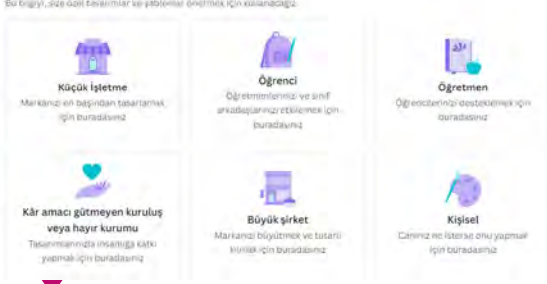 Bu bilgiyi, size özel tasarımlar ve şablonlar önermek için kullanacağız.
Küçük İşletme
Markanızı en başından tasarlamak
için buradasınız
Öğrenci
Öğretmenlerinizi ve sınıf
arkadaşlarınızı etkilemek için
buradasınız
Öğretmen
Öğrencilerinizi desteklemek için
buradasınız
Kâr amacı gütmeyen kuruluş
veya hayır kurumu
Tasarımlarınızla insanlığa katkı
yapmak için buradasınız
Büyük şirket
Markanızı büyütmek ve tutarlı
kılmak için buradasınız
Kişisel
Canınız ne isterse onu yapmak
için buradasınız